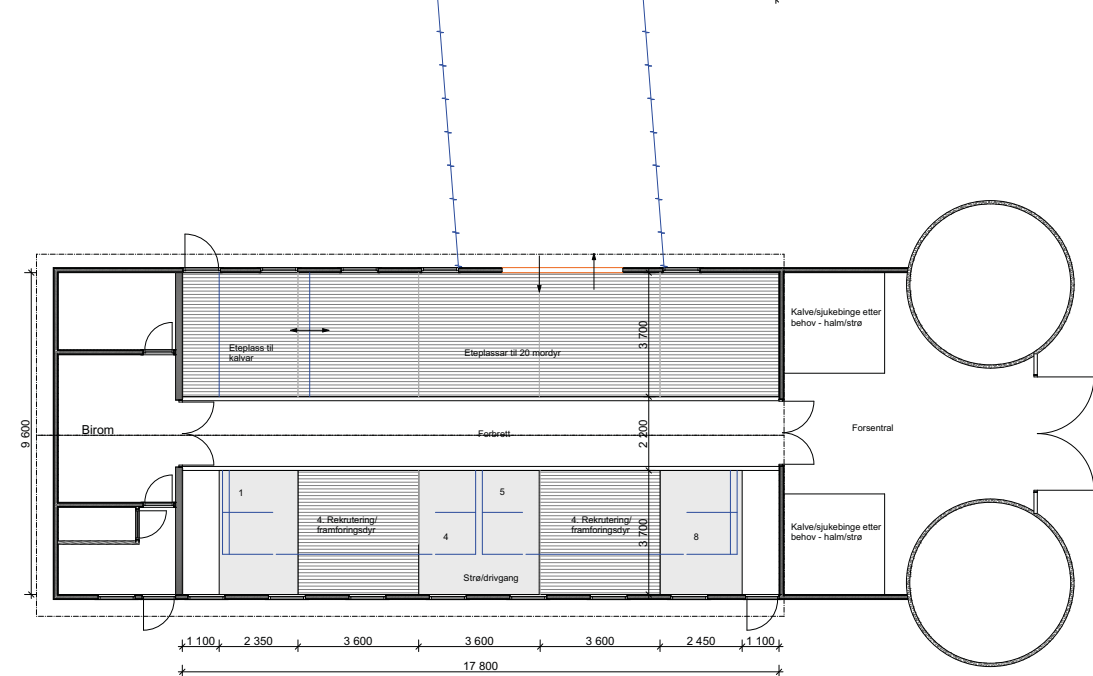 Kalve/sjukebinge etter
behov - halm/strø
Eteplass til
kalvar
Eteplassar til 20 mordyr
3 700
9 600
Birom
Forbrett
2 200
Forsentral
1
4. Rekrutering/
framforingsdyr
4
5
4. Rekrutering/
framforingsdyr
3 700
8
Kalve/sjukebinge etter
behov - halm/strø
Strø/drivgang
1 100
2 350
3 600
3 600
3 600
2 450
1 100
17 800